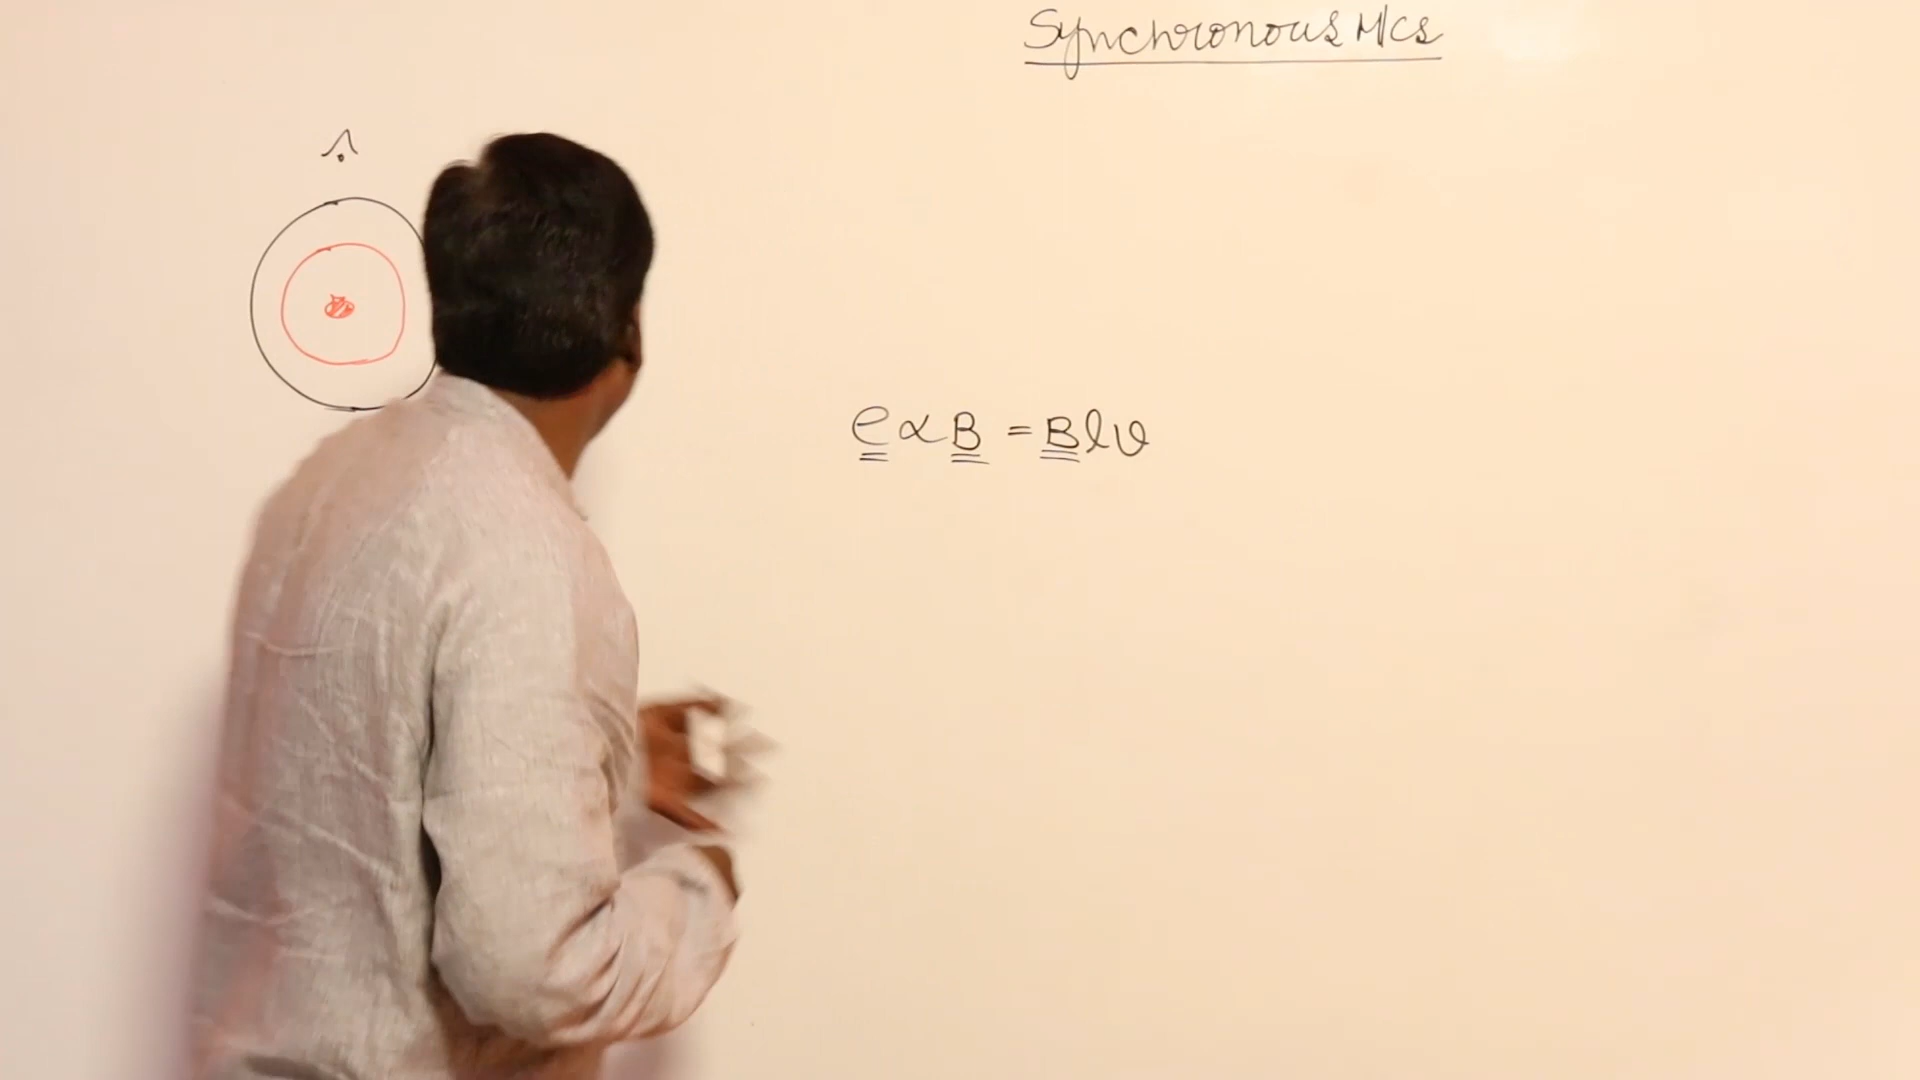 Synchronous M/cs
e ∝ B = Blv